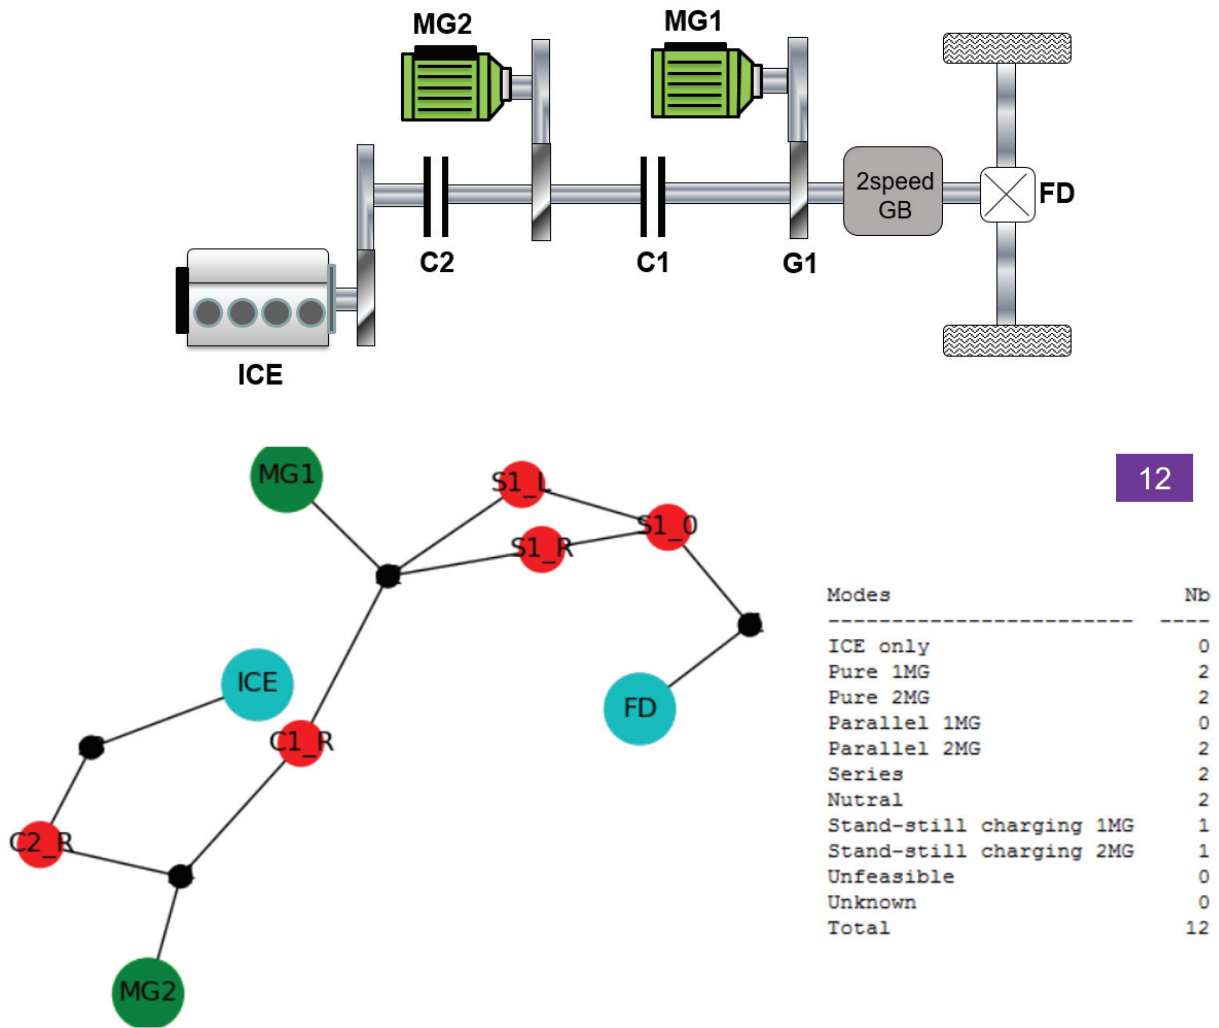 MG2
MG1
2speed
GB
FD
C2
C1
G1
ICE
MG1
S1_L
S1_0
S1_R
ICE
FD
C1_R
C2_R
MG2
12
Modes Nb
------------------------ ----
ICE only 0
Pure 1MG 2
Pure 2MG 2
Parallel 1MG 0
Parallel 2MG 2
Series 2
Nutral 2
Stand-still charging 1MG 1
Stand-still charging 2MG 1
Unfeasible 0
Unknown 0
Total 12